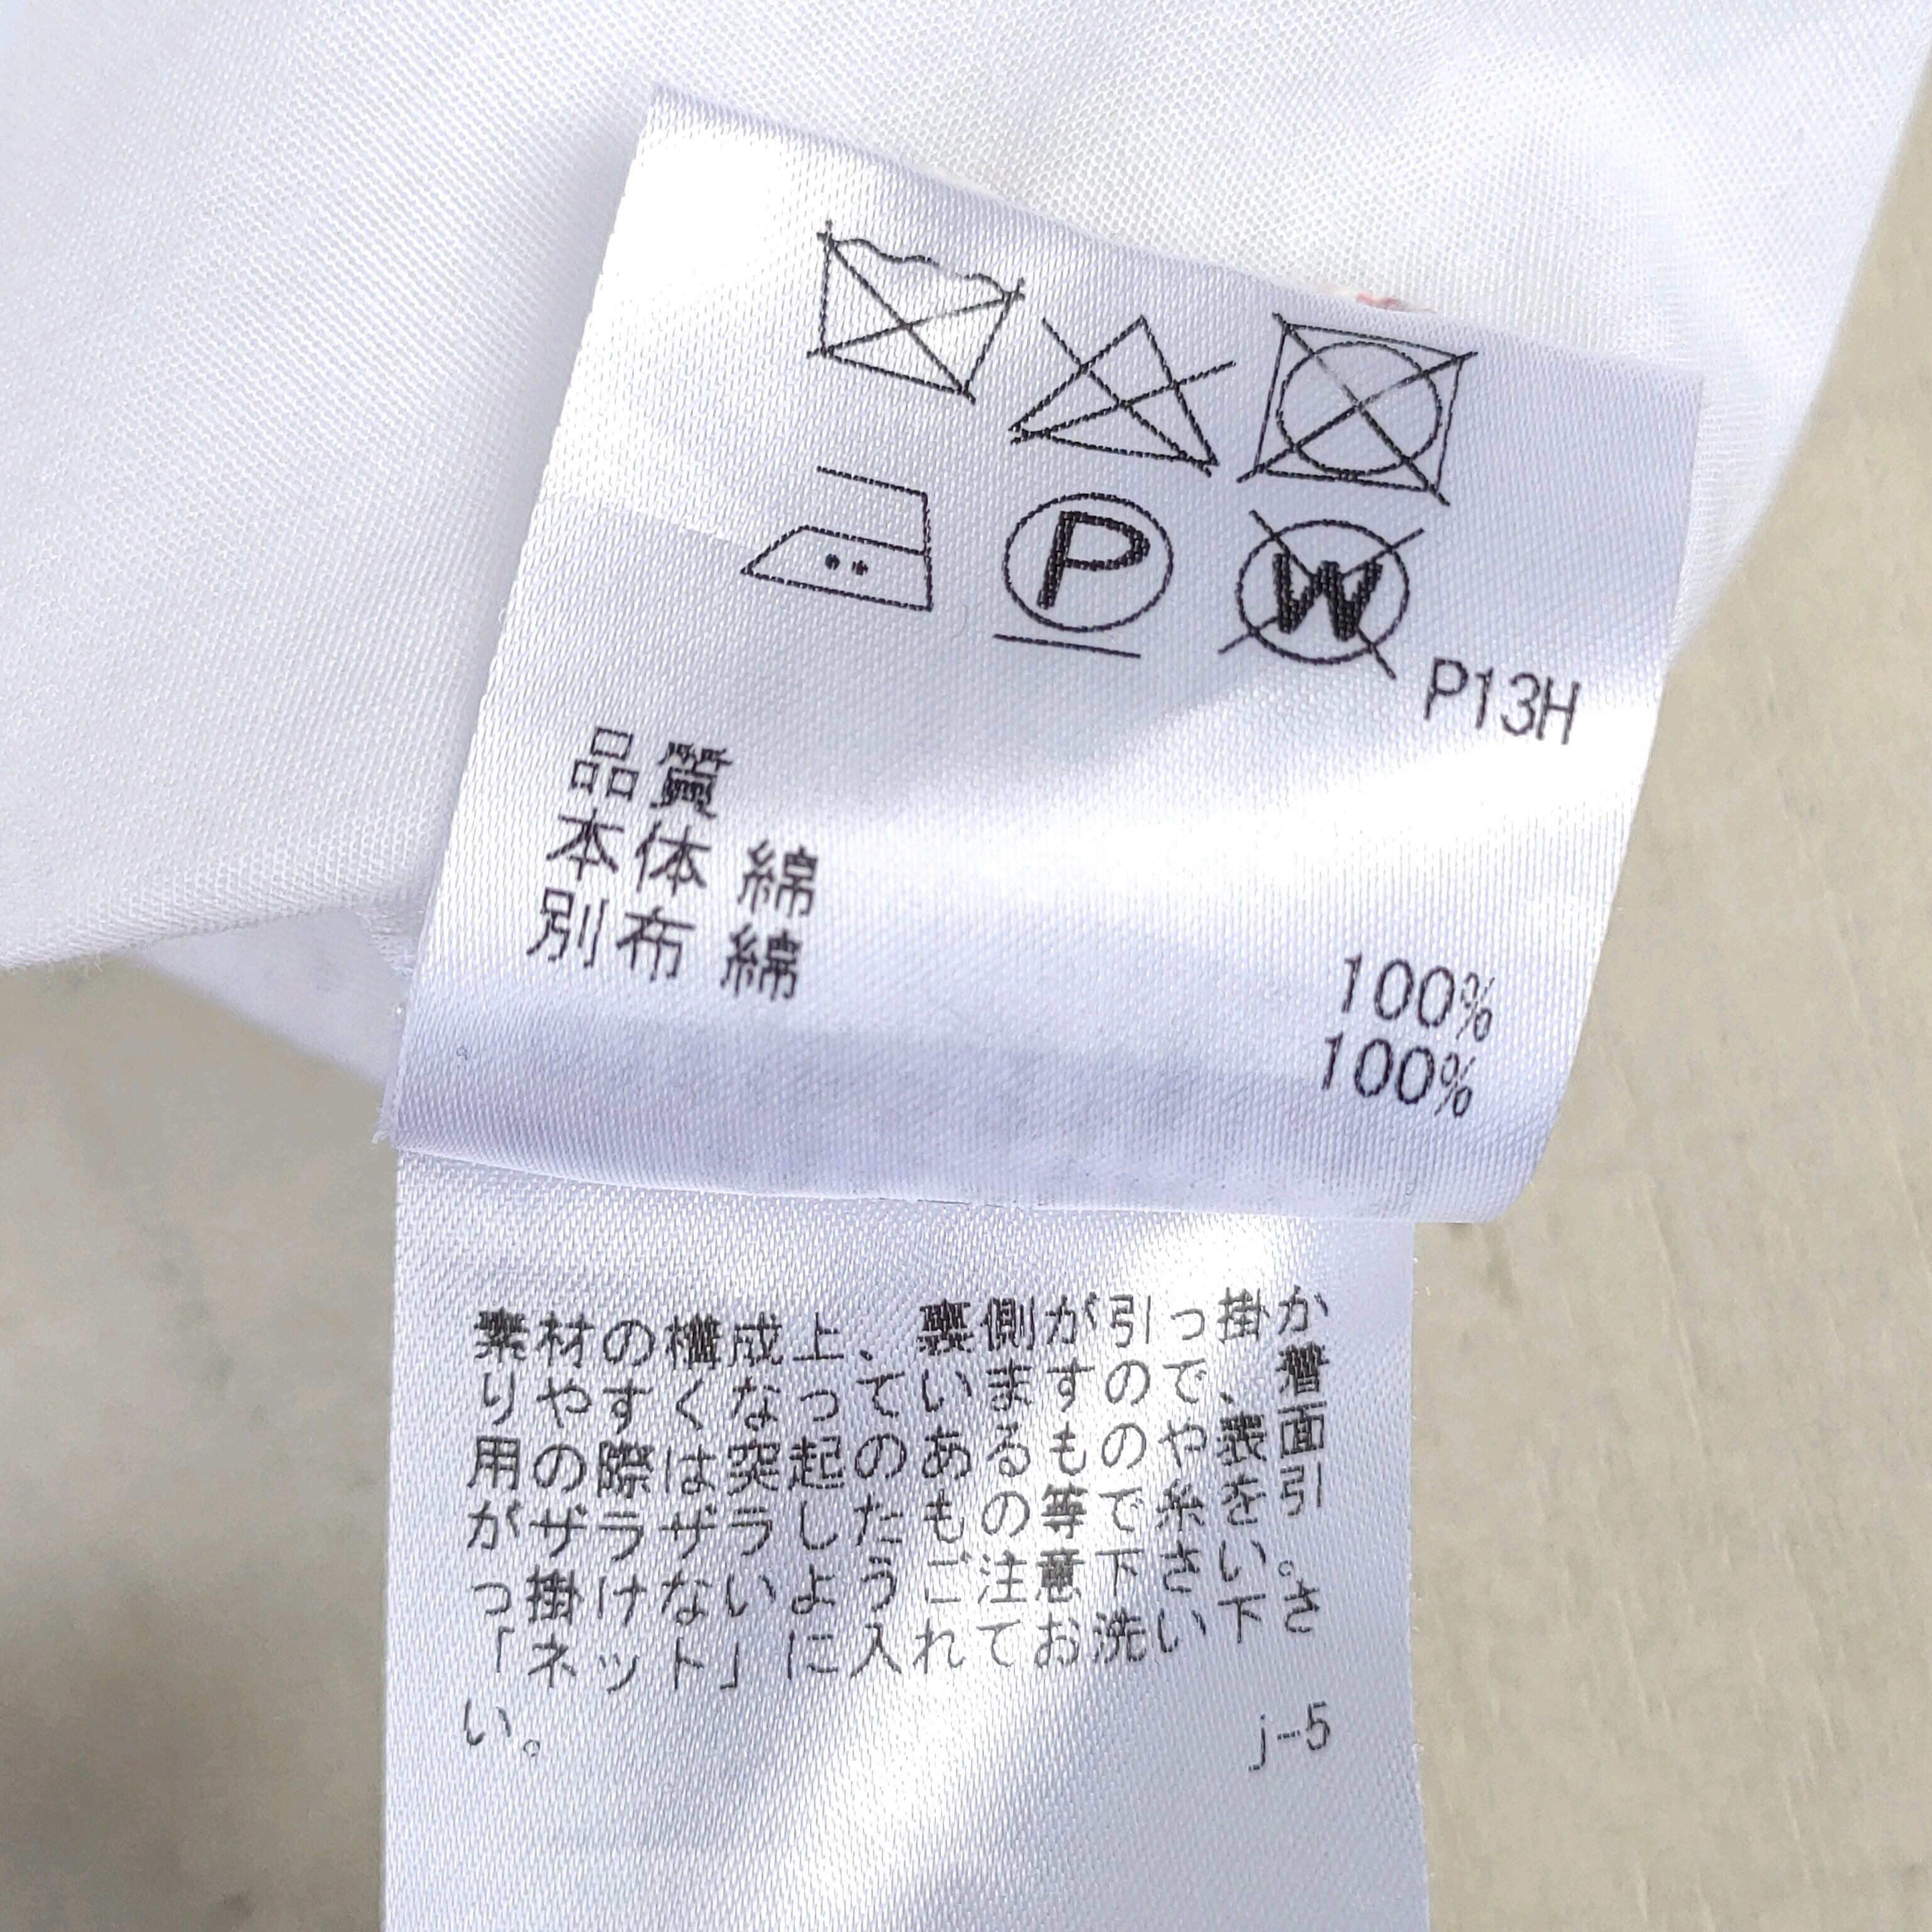 P
W
P13H
品質
本体 綿 100%
別布 綿 100%
素材の構成上、裏側が引っ掛か
りやすくなっていますので、着
用の際は突起のあるものや表面
がザラザラしたもの等で糸を引
っ掛けないようご注意下さい。
「ネット」に入れてお洗い下さ
い。
j-5